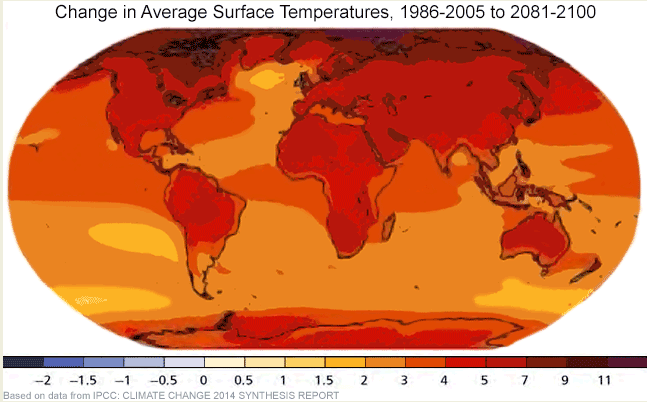 Change in Average Surface Temperatures, 1986-2005 to 2081-2100
−2 −1.5 −1 −0.5 0 0.5 1 1.5 2 3 4 5 7 9 11
Based on data from IPCC: CLIMATE CHANGE 2014 SYNTHESIS REPORT